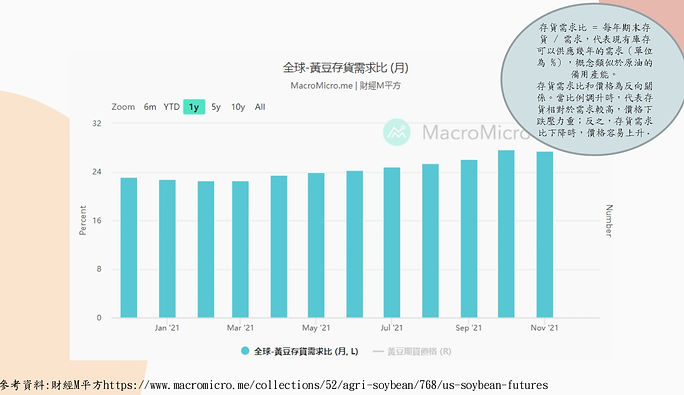 存貨需求比 = 每年期末存
貨 / 需求，代表現有庫存
可以供應幾年的需求（單位
為 %），概念類似於原油的
備用產能。
存貨需求比和價格為反向關
係。當比例調升時，代表存
貨相對於需求較高，價格下
跌壓力重；反之，存貨需求
比下降時，價格容易上升。
全球-黃豆存貨需求比 (月)
MacroMicro.me | 財經M平方
Zoom 6m YTD 1y 5y 10y All
MacroMicro
32
24
16
8
0
Percent
Number
Jan '21 Mar '21 May '21 Jul '21 Sep '21 Nov '21
全球-黃豆存貨需求比 (月, L) 黃豆期貨價格 (R)
參考資料:財經M平方https://www.macromicro.me/collections/52/agri-soybean/768/us-soybean-futures